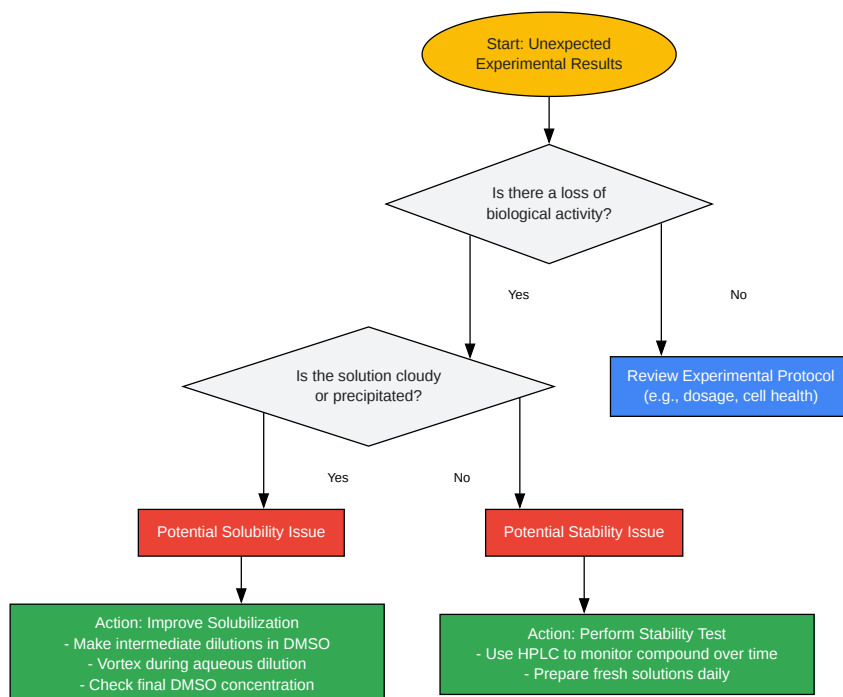 Start: Unexpected
Experimental Results
Is there a loss of
biological activity?
Yes
No
Is the solution cloudy
or precipitated?
Review Experimental Protocol
(e.g., dosage, cell health)
Yes
No
Potential Solubility Issue
Potential Stability Issue
Action: Improve Solubilization
- Make intermediate dilutions in DMSO
- Vortex during aqueous dilution
- Check final DMSO concentration
Action: Perform Stability Test
- Use HPLC to monitor compound over time
- Prepare fresh solutions daily